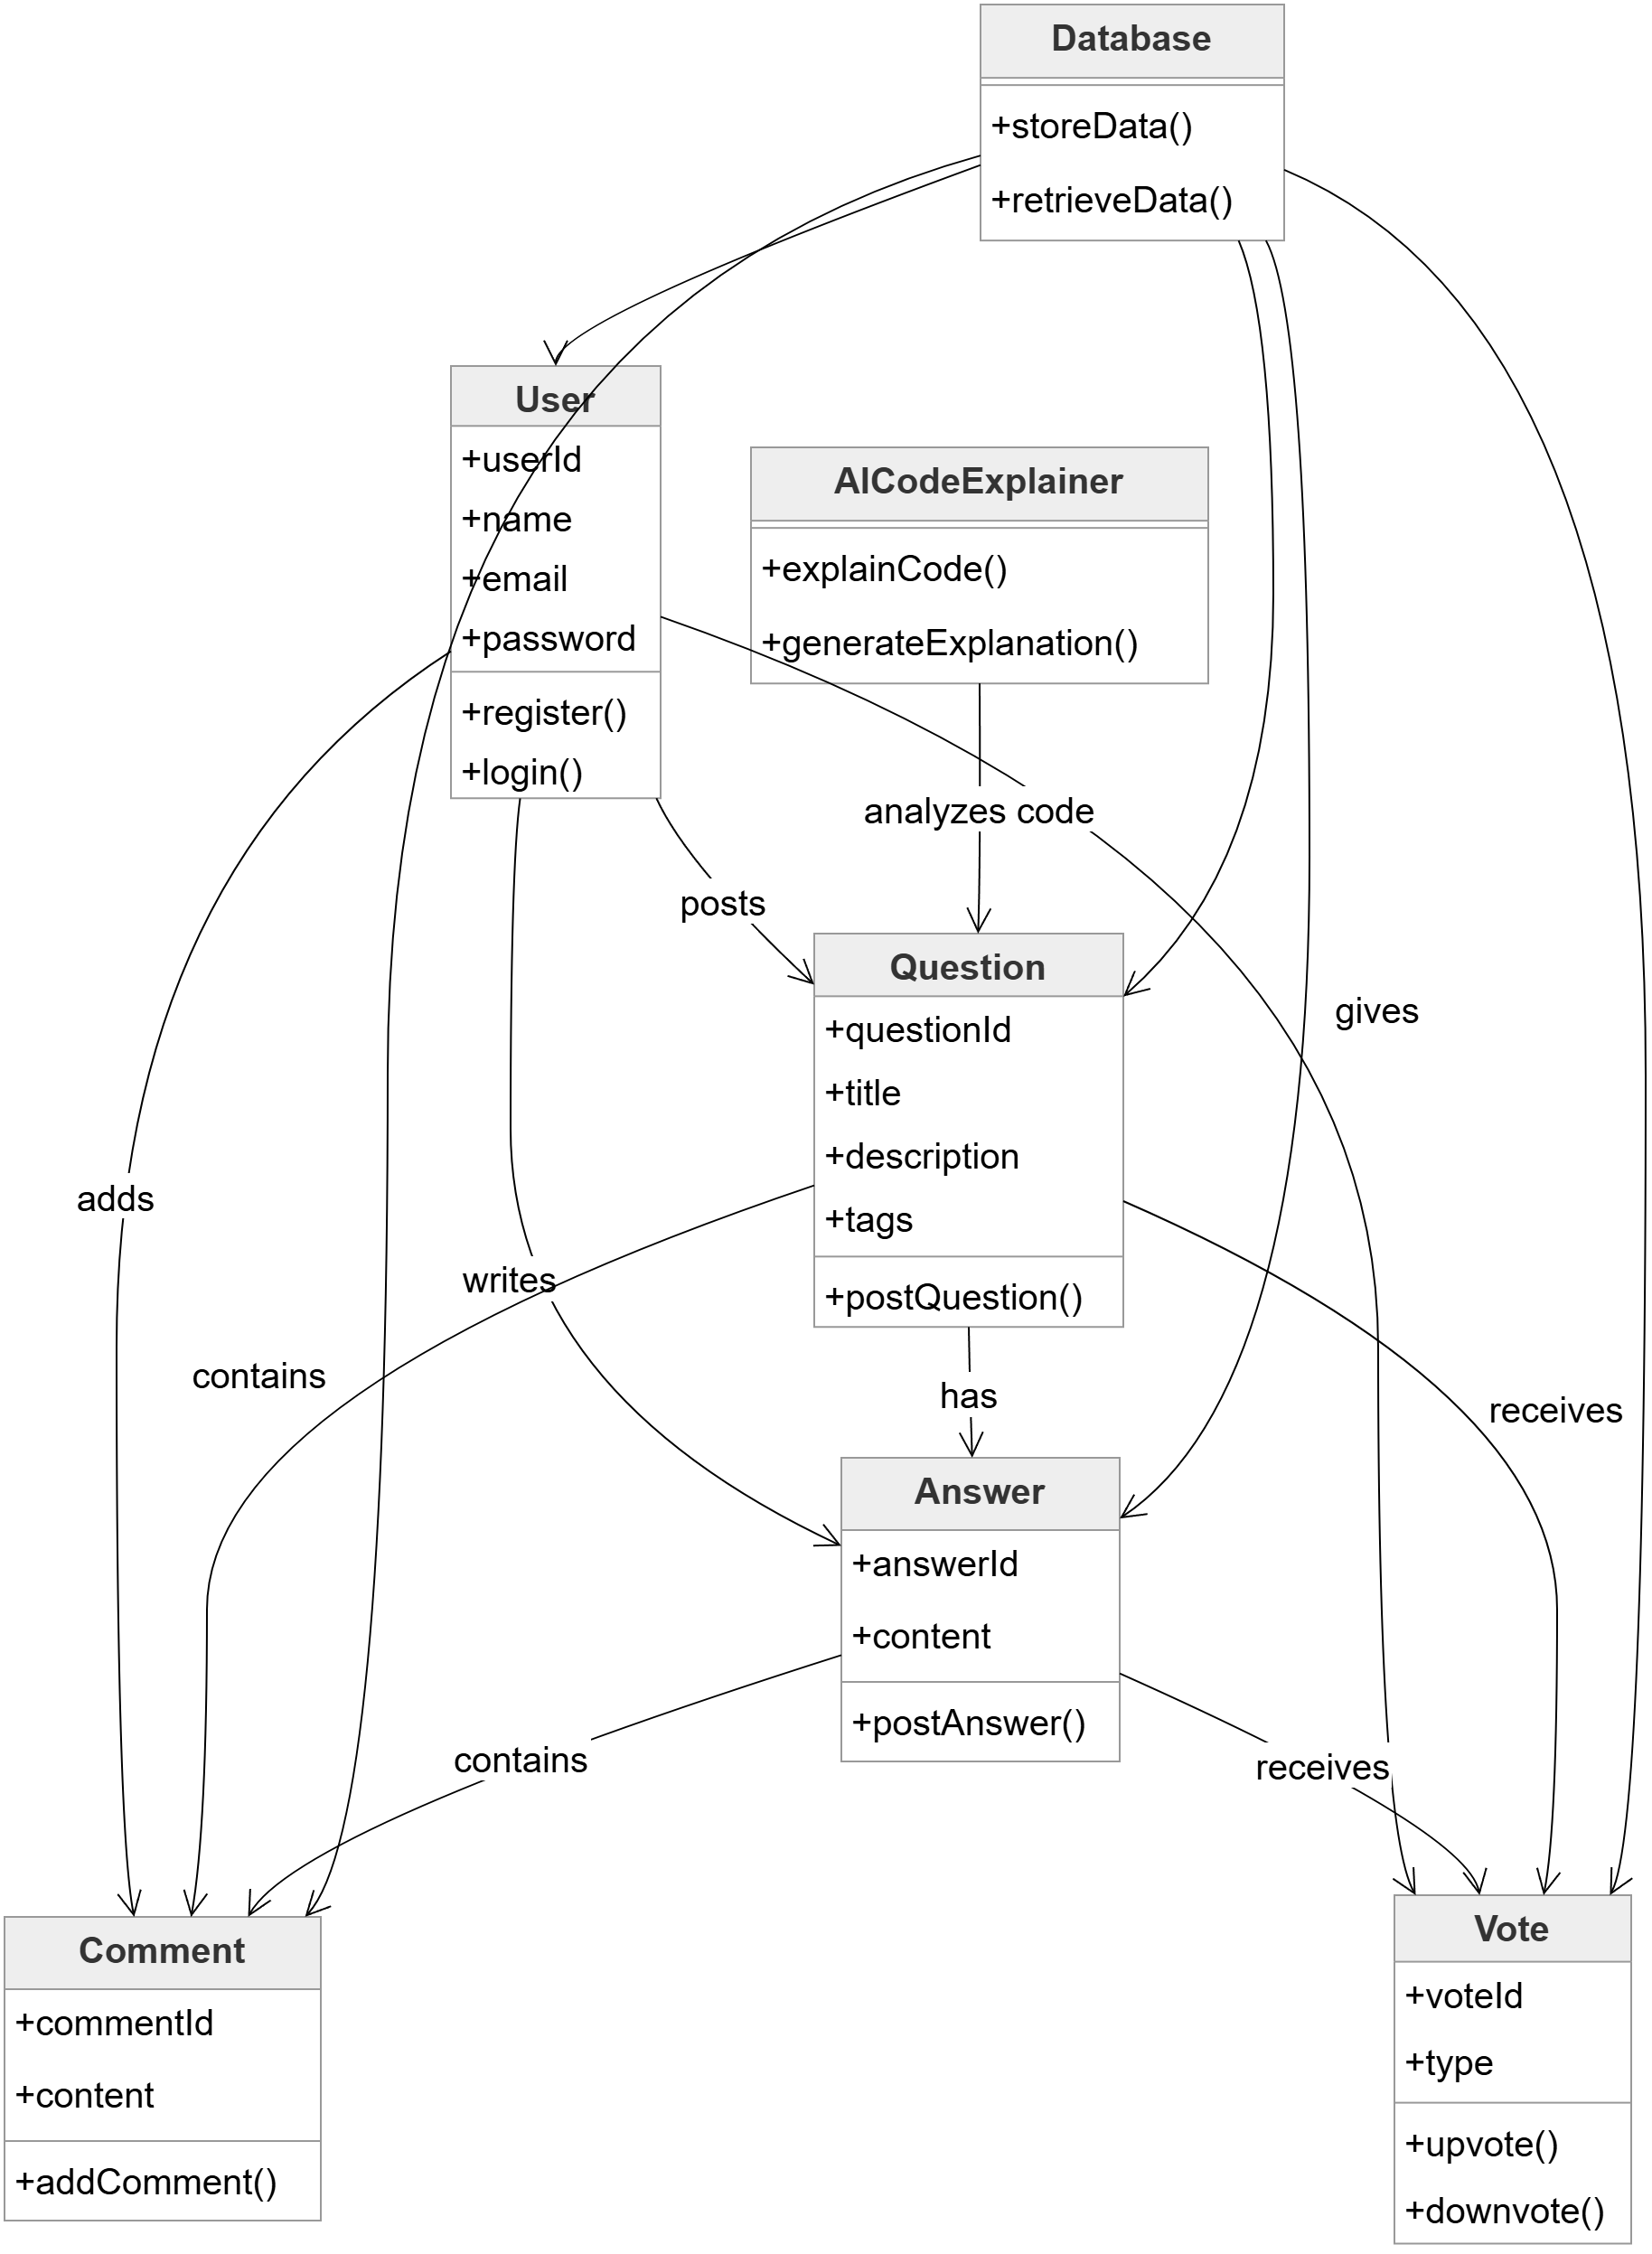 Database
+storeData()
+retrieveData()
User
+userId
+name
+email
+password
+register()
+login()
AICodeExplainer
+explainCode()
+generateExplanation()
analyzes code
posts
Question
+questionId
+title
+description
+tags
+postQuestion()
gives
adds
writes
contains
has
receives
Answer
+answerId
+content
+postAnswer()
contains
receives
Comment
+commentId
+content
+addComment()
Vote
+voteId
+type
+upvote()
+downvote()